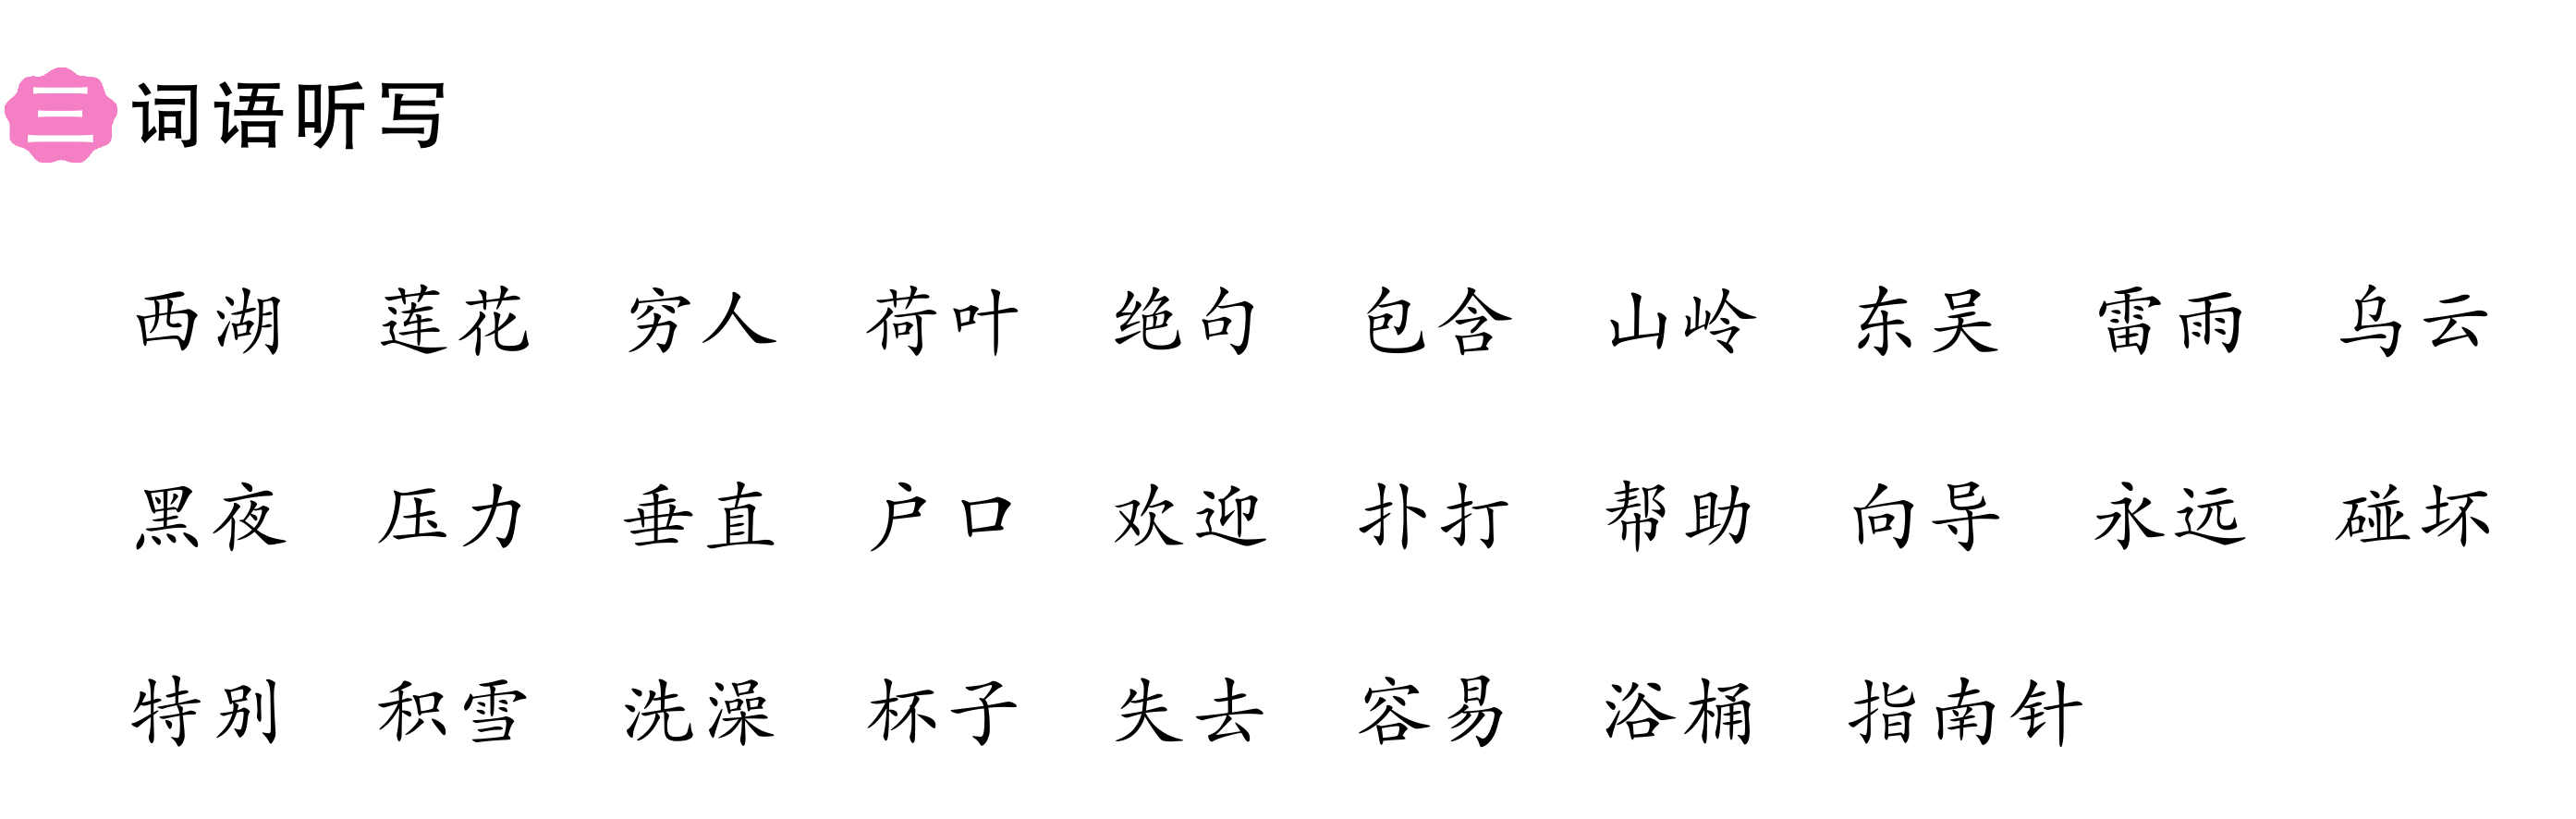 三 词语听写
西湖 莲花 穷人 荷叶 绝句 包含 山岭 东吴 雷雨 乌云
黑夜 压力 垂直 户口 欢迎 扑打 帮助 向导 永远 碰坏
特别 积雪 洗澡 杯子 失去 容易 浴桶 指南针